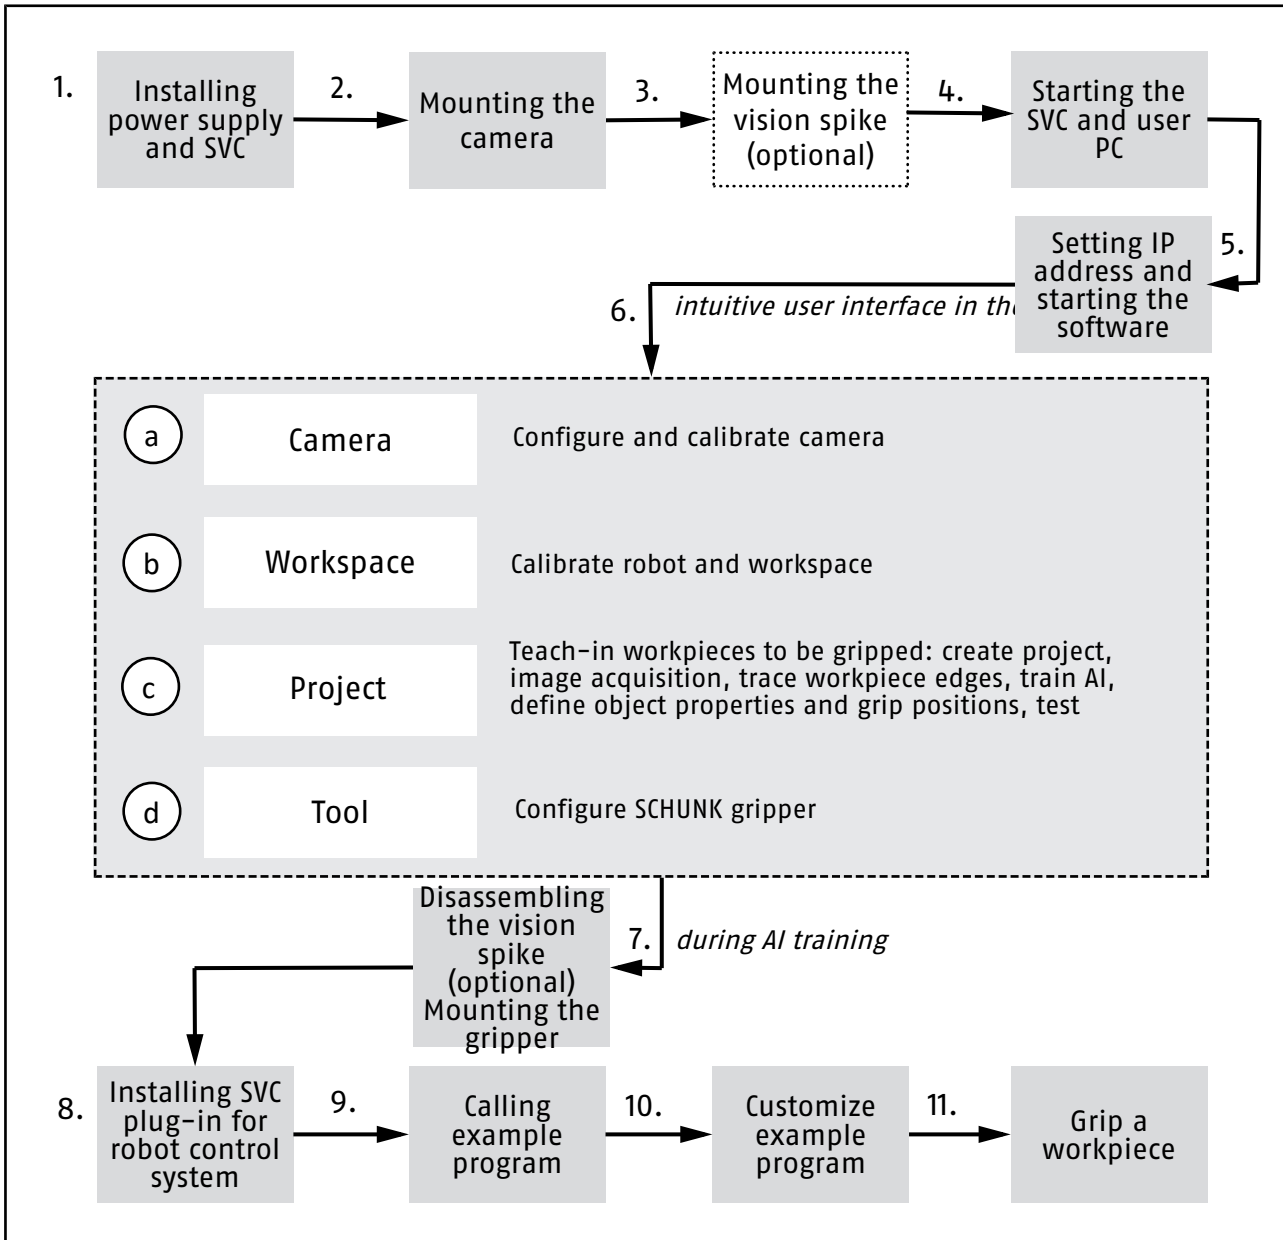 1.
Installing
power supply
and SVC
2.
Mounting the
camera
3.
Mounting the
vision spike
(optional)
4.
Starting the
SVC and user
PC
5.
Setting IP
address and
starting the
software
6.
intuitive user interface in the
a
Camera
Configure and calibrate camera
b
Workspace
Calibrate robot and workspace
c
Project
Teach-in workpieces to be gripped: create project,
image acquisition, trace workpiece edges, train AI,
define object properties and grip positions, test
d
Tool
Configure SCHUNK gripper
7.
during AI training
Disassembling
the vision
spike
(optional)
Mounting the
gripper
8.
Installing SVC
plug-in for
robot control
system
9.
Calling
example
program
10.
Customize
example
program
11.
Grip a
workpiece